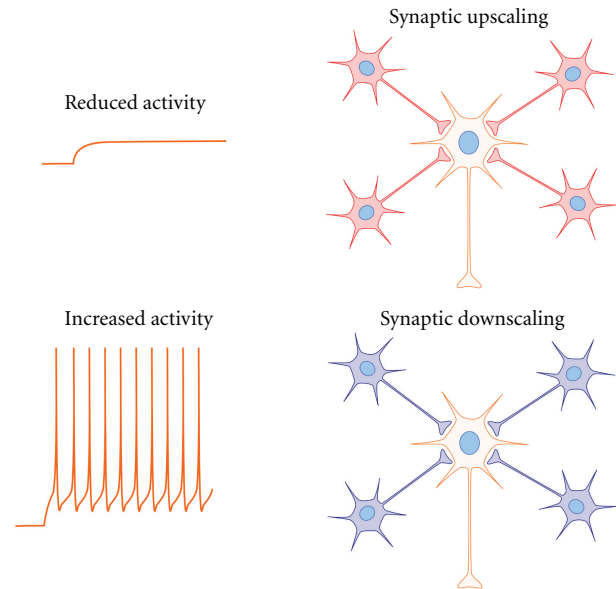 Synaptic upscaling
Reduced activity
Increased activity
Synaptic downscaling